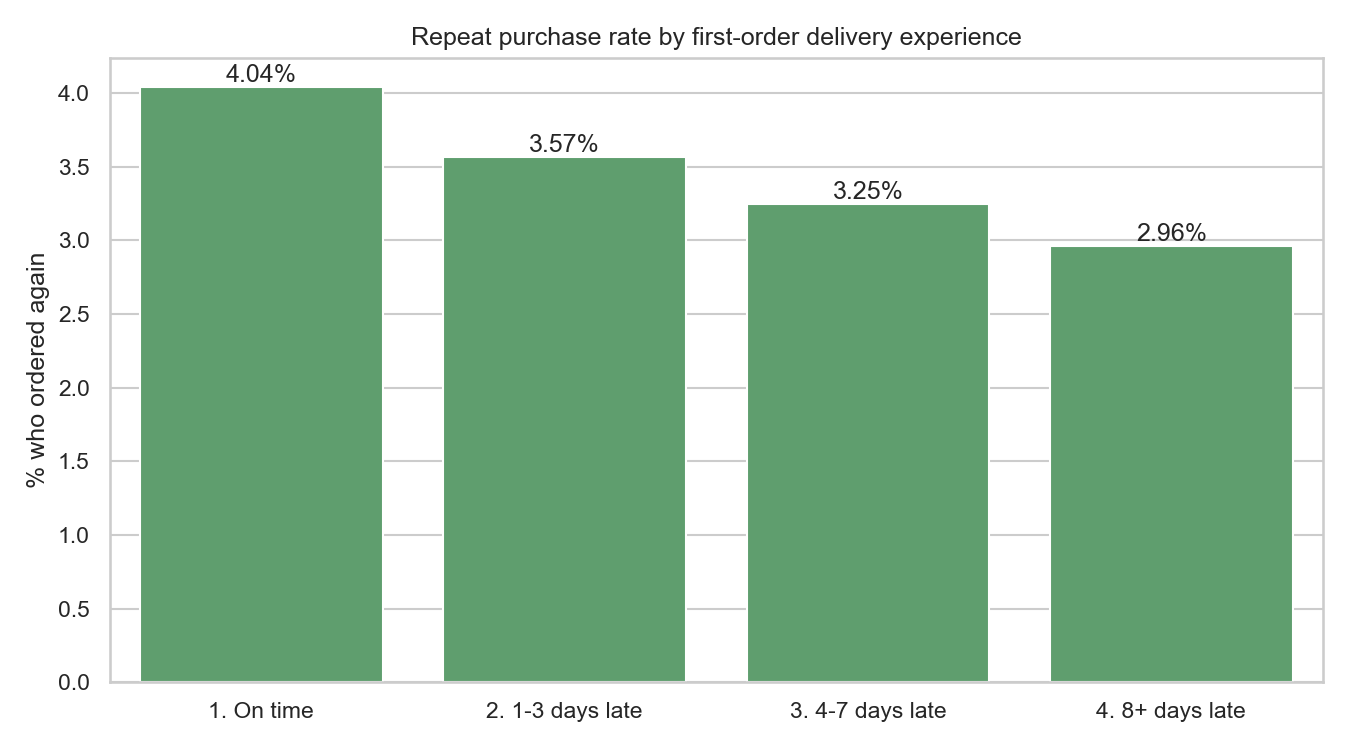 Repeat purchase rate by first-order delivery experience
% who ordered again
4.0
3.5
3.0
2.5
2.0
1.5
1.0
0.5
0.0
4.04%
3.57%
3.25%
2.96%
1. On time
2. 1-3 days late
3. 4-7 days late
4. 8+ days late